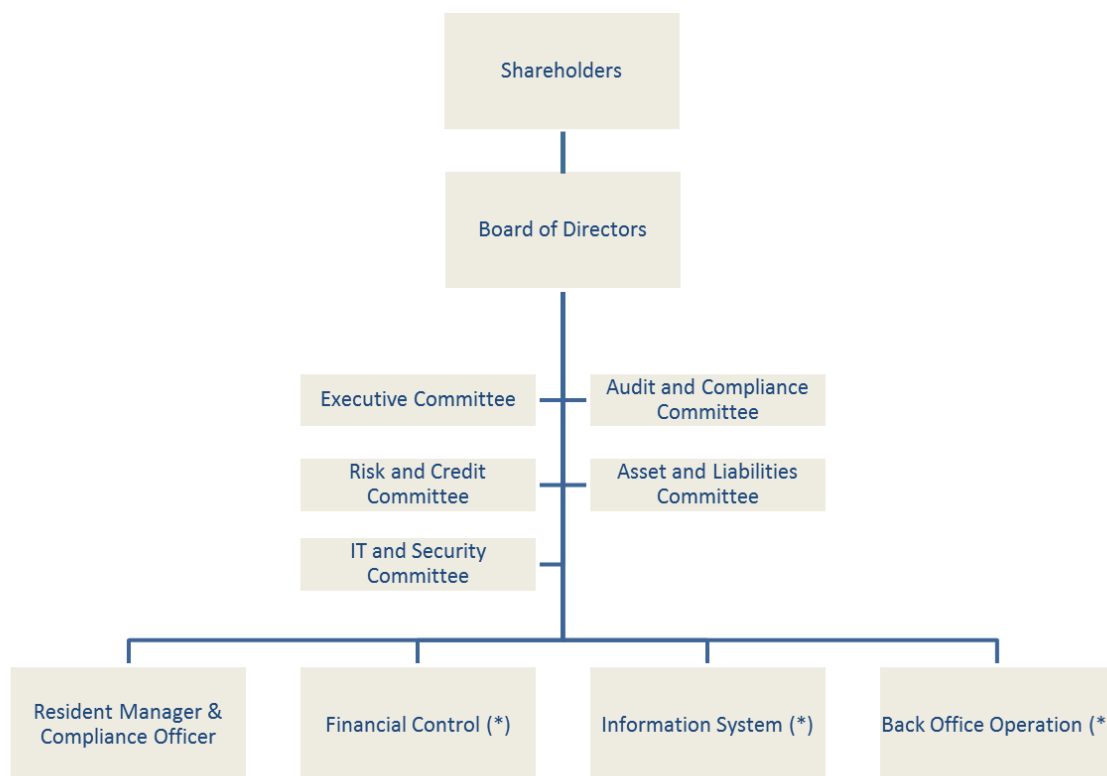 Shareholders
Board of Directors
Executive Committee
Audit and Compliance
Committee
Risk and Credit
Committee
Asset and Liabilities
Committee
IT and Security
Committee
Resident Manager &
Compliance Officer
Financial Control (*)
Information System (*)
Back Office Operation (*